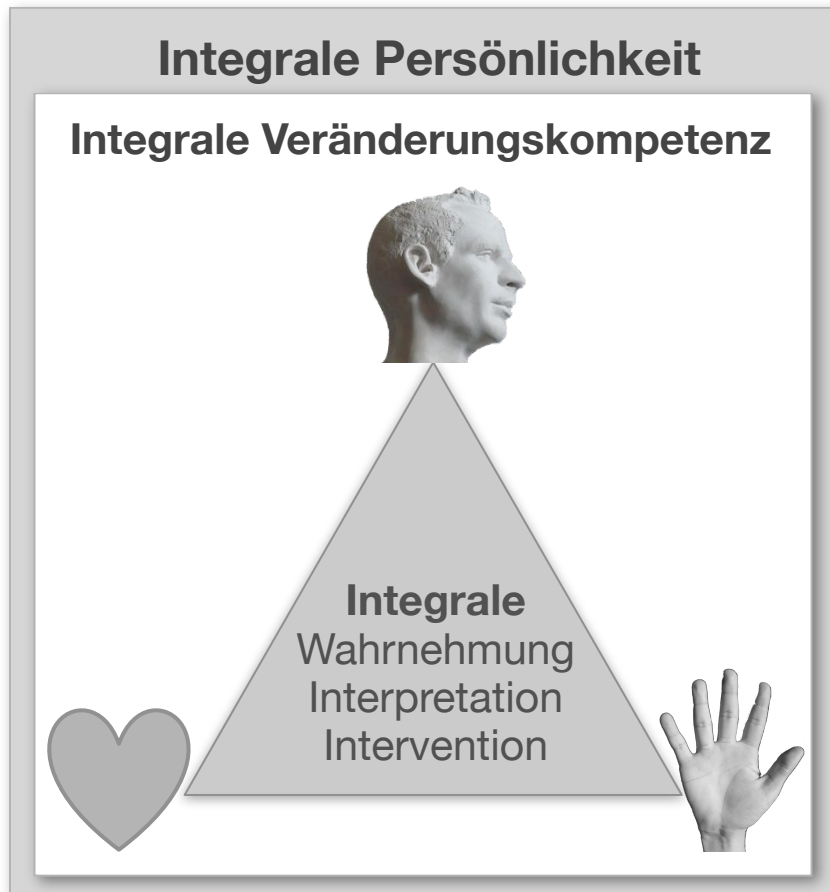 Integrale Persönlichkeit
Integrale Veränderungskompetenz
Integrale
Wahrnehmung
Interpretation
Intervention